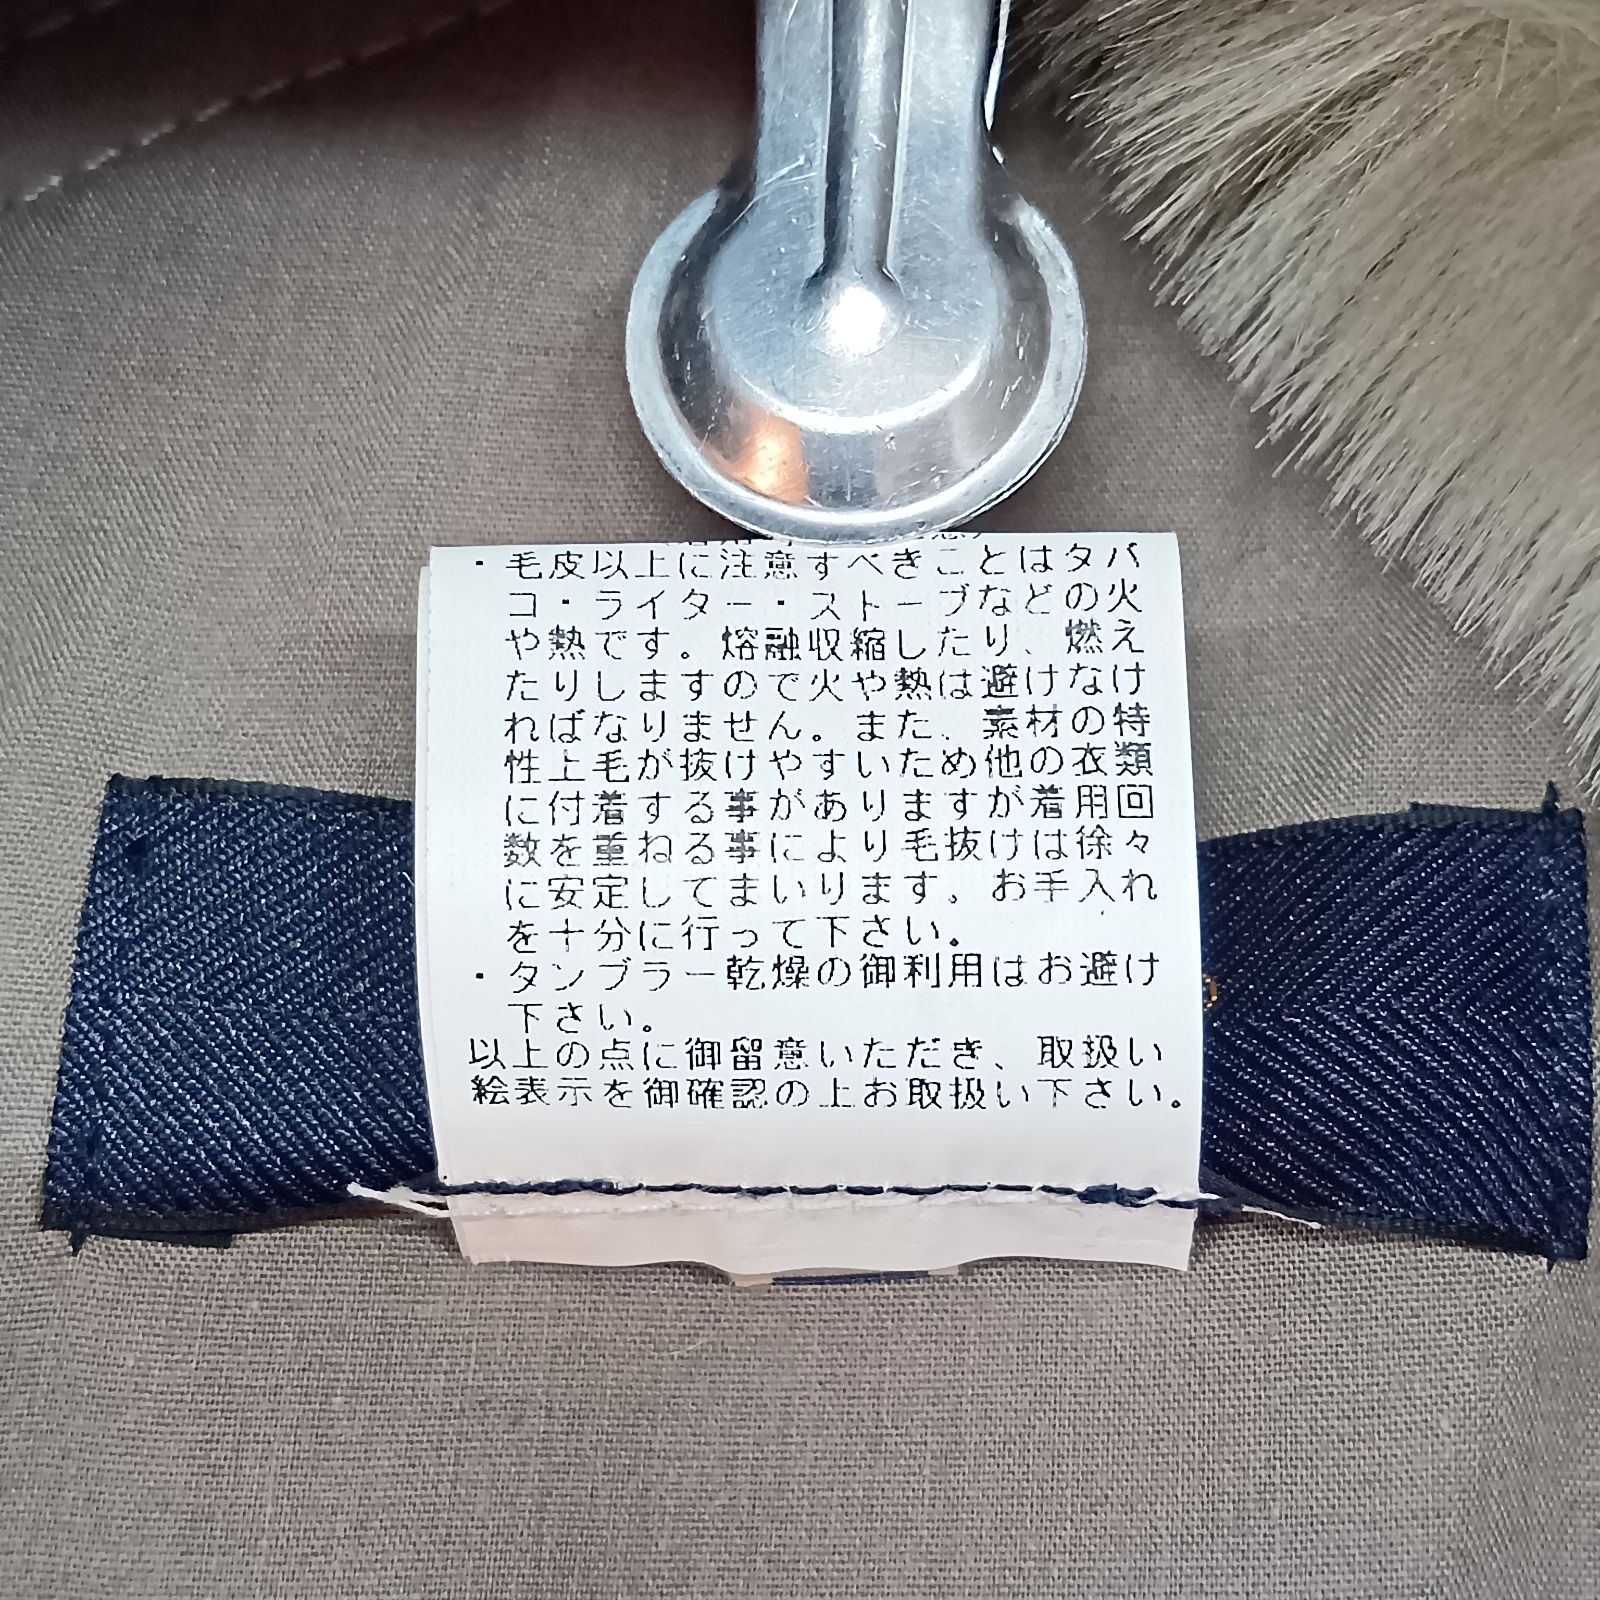 ・毛皮以上に注意すべきことはタバ
コ・ライター・ストーブなどの火
や熱です。熔融収縮したり、燃え
たりしますので火や熱は避けなけ
ればなりません。また、素材の特
性上毛が抜けやすいため他の衣類
に付着する事がありますが着用回
数を重ねる事により毛抜けは徐々
に安定してまいります。お手入れ
を十分に行って下さい。
・タンブラー乾燥の御利用はお避け
下さい。
以上の点に御留意いただき、取扱い
絵表示を御確認の上お取扱い下さい。